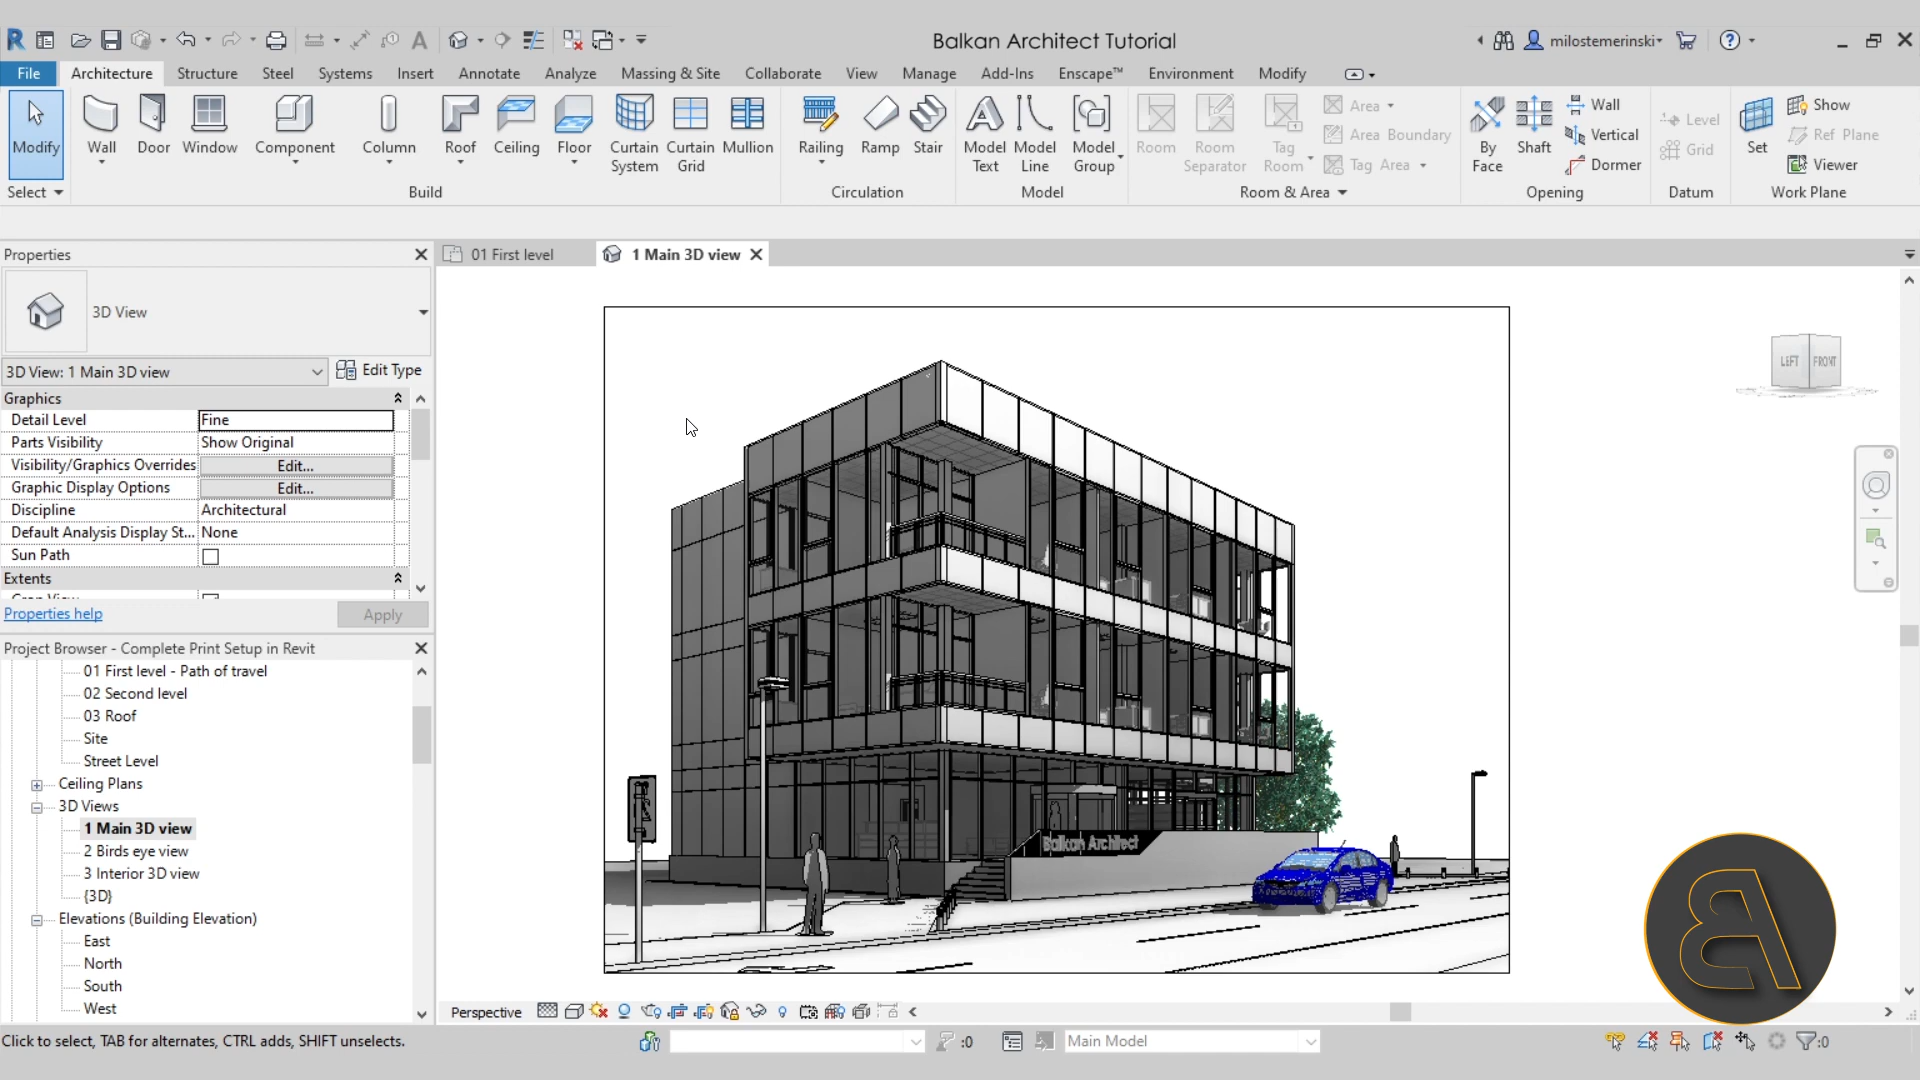 Balkan Architect Tutorial
milostemerinski
File Architecture Structure Steel Systems Insert Annotate Analyze Massing & Site Collaborate View Manage Add-Ins Enscape™ Environment Modify
Modify Wall Door Window Component Column Roof Ceiling Floor Curtain System Curtain Grid Mullion Railing Ramp Stair Model Text Model Line Model Group Room Room Separator Tag Room
Area
Area Boundary
Tag Area
By Face Shaft
Wall
Vertical
Dormer
Level
Grid
Set
Show
Ref Plane
Viewer
Select Build Circulation Model Room & Area Opening Datum Work Plane
Properties
01 First level
1 Main 3D view
3D View
3D View: 1 Main 3D view
Edit Type
Graphics
Detail Level Fine
Parts Visibility Show Original
Visibility/Graphics Overrides Edit...
Graphic Display Options Edit...
Discipline Architectural
Default Analysis Display St... None
Sun Path
Extents
Crop View
Properties help
Apply
Project Browser - Complete Print Setup in Revit
01 First level - Path of travel
02 Second level
03 Roof
Site
Street Level
Ceiling Plans
3D Views
1 Main 3D view
2 Birds eye view
3 Interior 3D view
{3D}
Elevations (Building Elevation)
East
North
South
West
LEFT FRONT
Balkan Architect
Perspective
Click to select, TAB for alternates, CTRL adds, SHIFT unselects.
:0
Main Model
:0